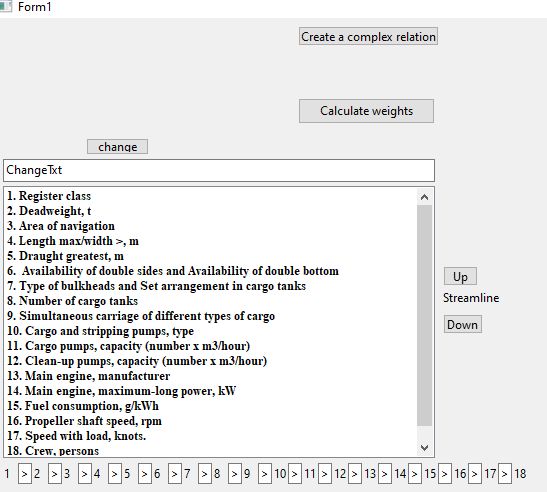 Form1
Create a complex relation
Calculate weights
change
ChangeTxt
1. Register class
2. Deadweight, t
3. Area of navigation
4. Length max/width >, m
5. Draught greatest, m
6.  Availability of double sides and Availability of double bottom
7. Type of bulkheads and Set arrangement in cargo tanks
8. Number of cargo tanks
9. Simultaneous carriage of different types of cargo
10. Cargo and stripping pumps, type
11. Cargo pumps, capacity (number x m3/hour)
12. Clean-up pumps, capacity (number x m3/hour)
13. Main engine, manufacturer
14. Main engine, maximum-long power, kW
15. Fuel consumption, g/kWh
16. Propeller shaft speed, rpm
17. Speed with load, knots.
18. Crew, persons
Up
Streamline
Down
1 > 2 > 3 > 4 > 5 > 6 > 7 > 8 > 9 > 10 > 11 > 12 > 13 > 14 > 15 > 16 > 17 > 18